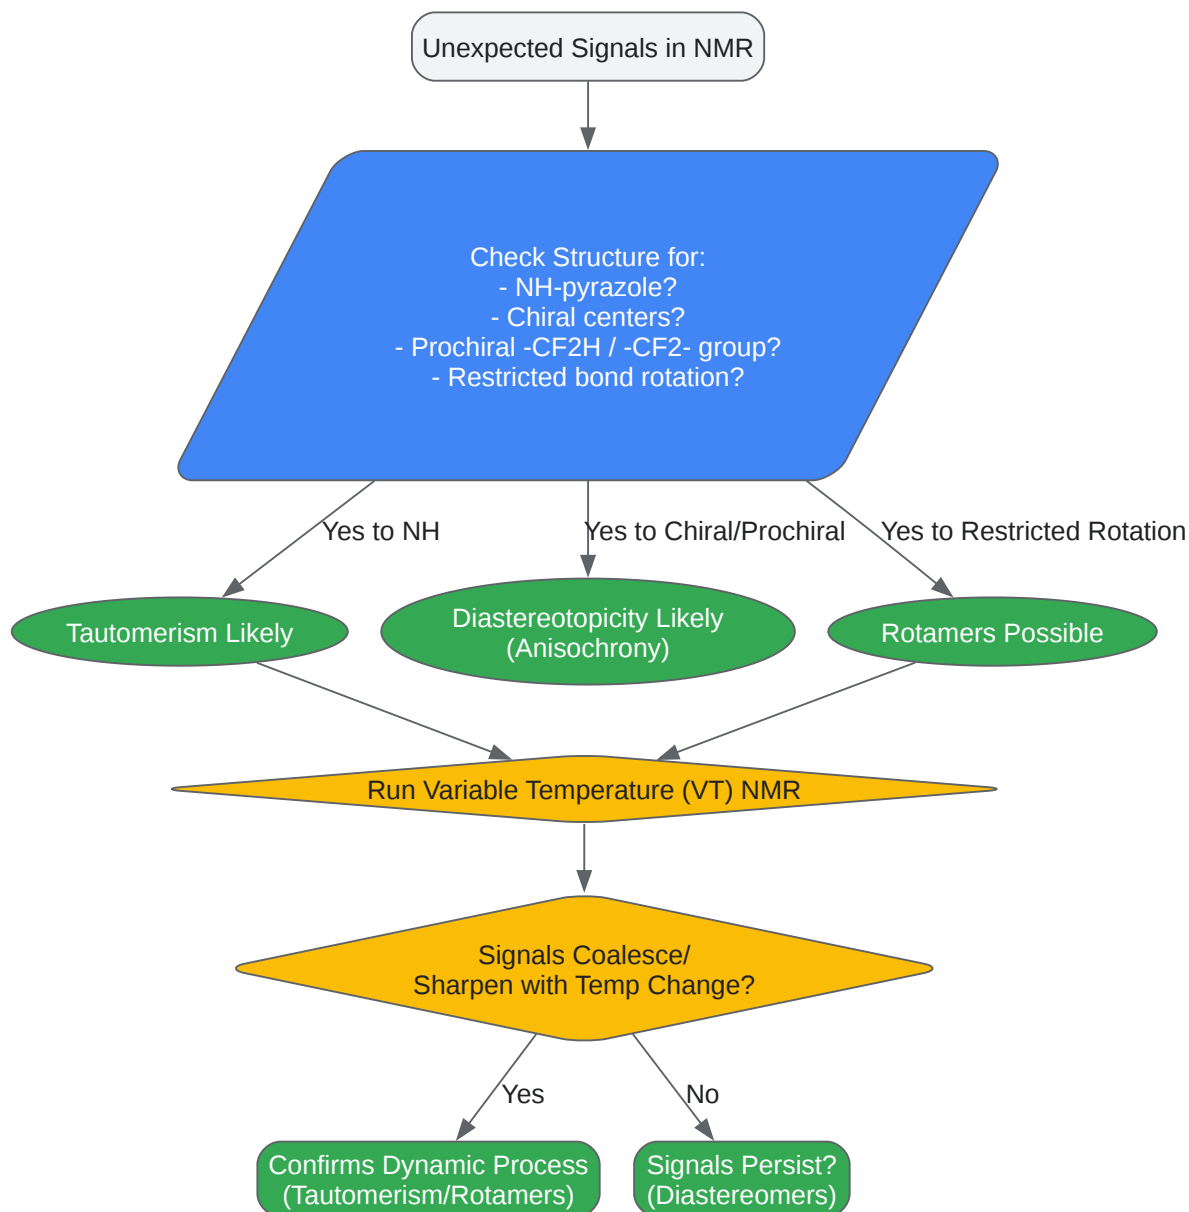 Unexpected Signals in NMR
Check Structure for:
- NH-pyrazole?
- Chiral centers?
- Prochiral -CF2H / -CF2- group?
- Restricted bond rotation?
Yes to NH
Yes to Chiral/Prochiral
Yes to Restricted Rotation
Tautomerism Likely
Diastereotopicity Likely
(Anisochrony)
Rotamers Possible
Run Variable Temperature (VT) NMR
Signals Coalesce/
Sharpen with Temp Change?
Yes
No
Confirms Dynamic Process
(Tautomerism/Rotamers)
Signals Persist?
(Diastereomers)